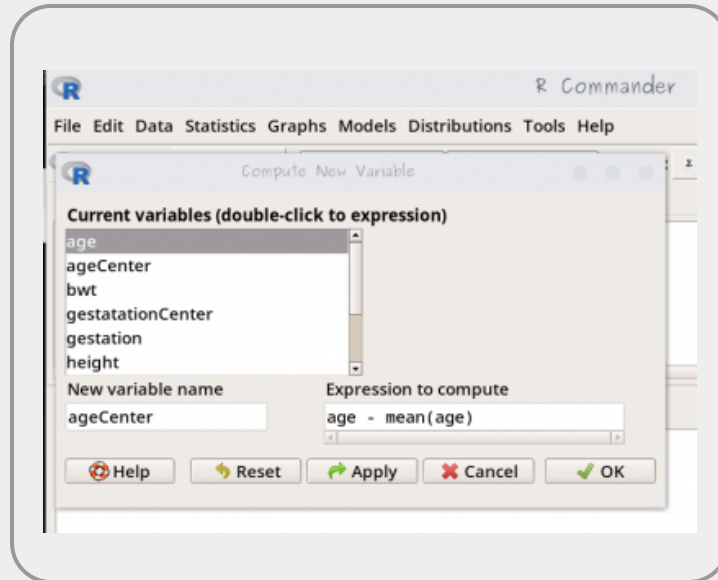 R Commander
File Edit Data Statistics Graphs Models Distributions Tools Help
Compute New Variable
Current variables (double-click to expression)
age
ageCenter
bwt
gestatationCenter
gestation
height
New variable name Expression to compute
ageCenter age - mean(age)
Help Reset Apply Cancel OK